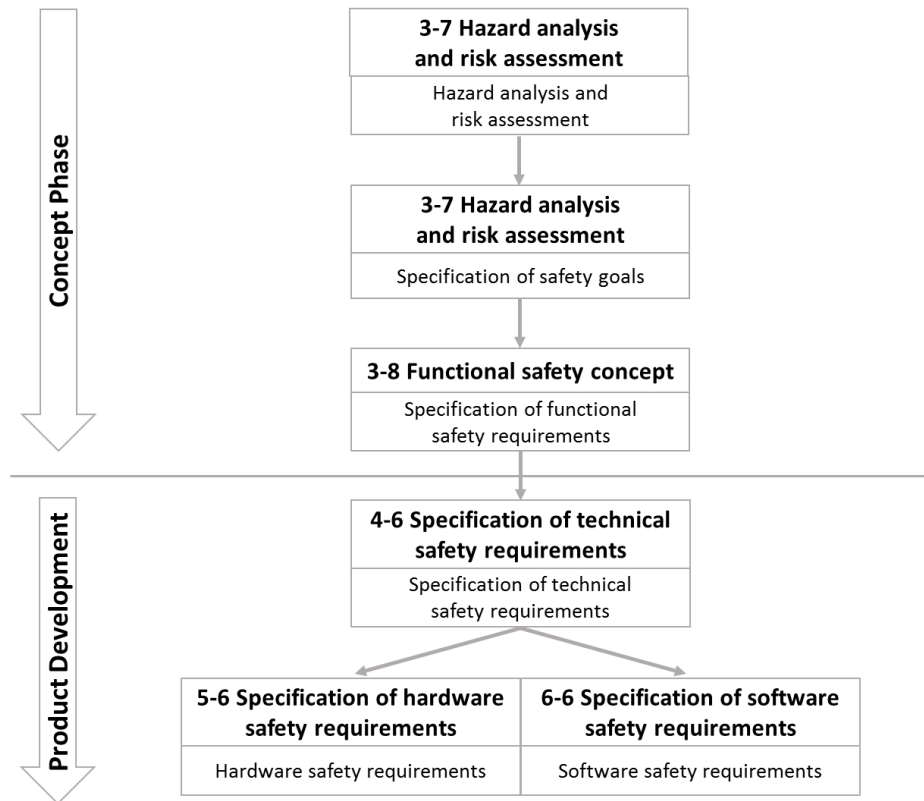 Concept Phase
3-7 Hazard analysis
and risk assessment
Hazard analysis and
risk assessment
3-7 Hazard analysis
and risk assessment
Specification of safety goals
3-8 Functional safety concept
Specification of functional
safety requirements
Product Development
4-6 Specification of technical
safety requirements
Specification of technical
safety requirements
5-6 Specification of hardware
safety requirements
Hardware safety requirements
6-6 Specification of software
safety requirements
Software safety requirements